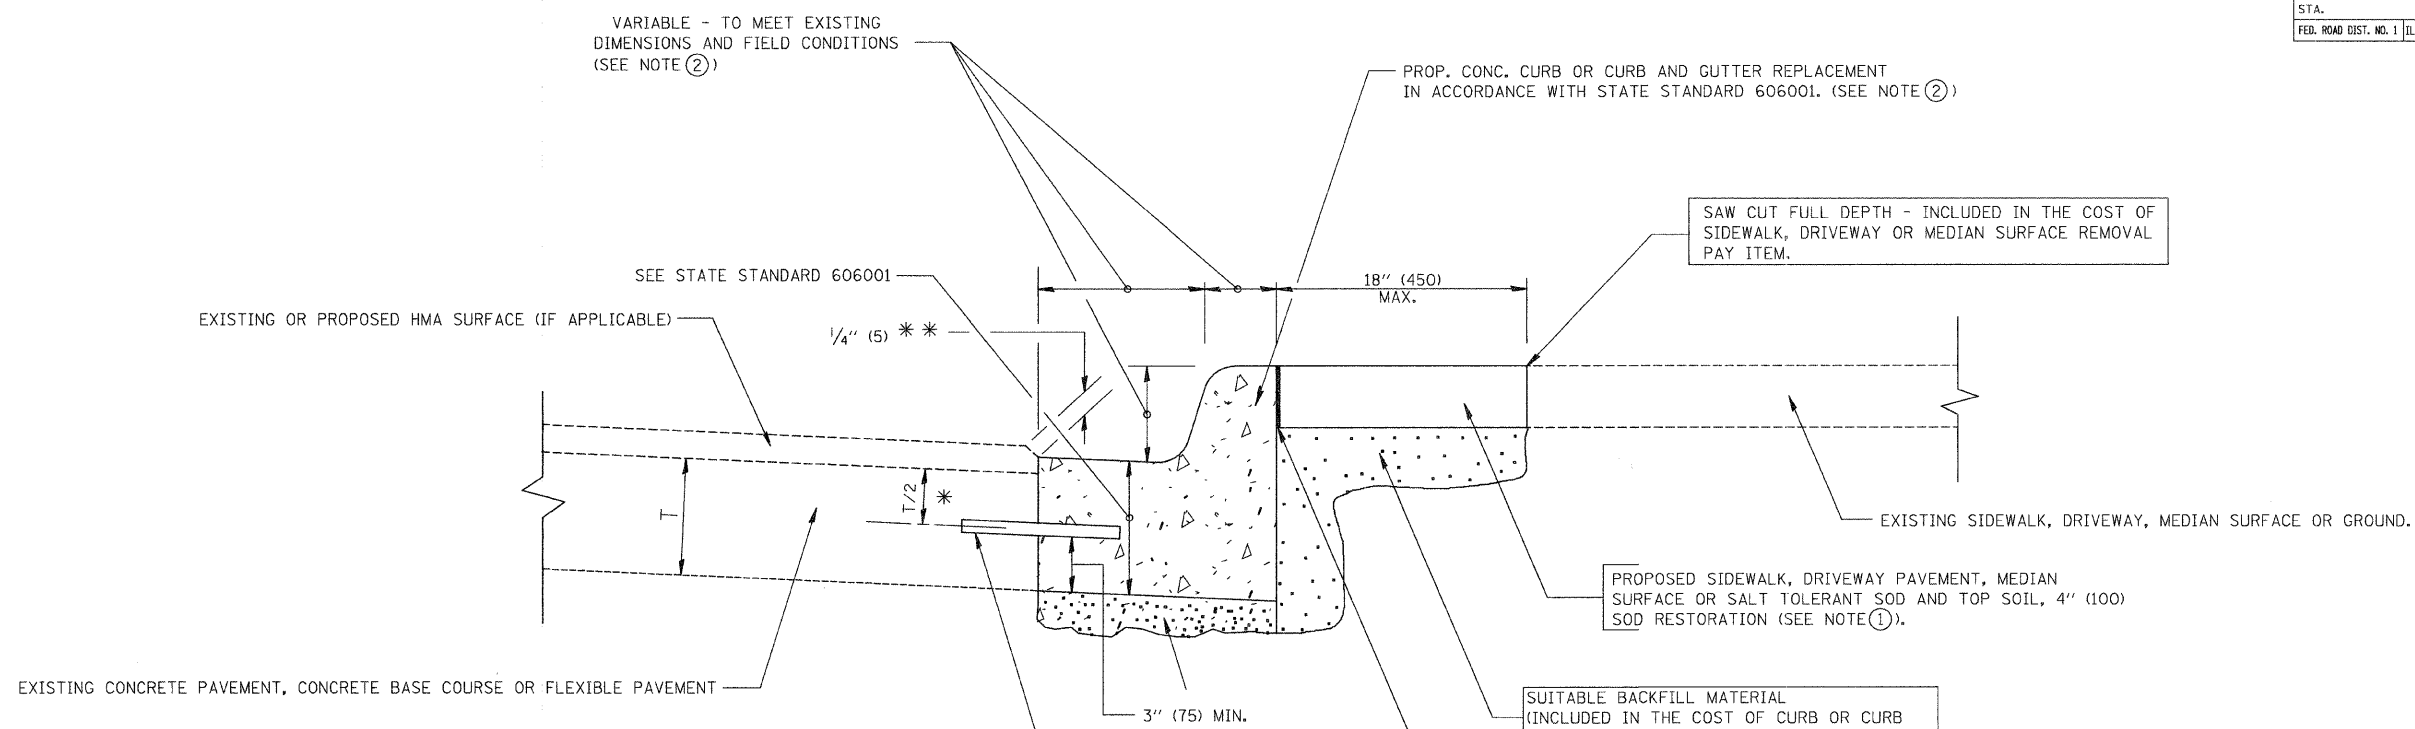 STA.
FED. ROAD DIST. NO. 1
VARIABLE - TO MEET EXISTING
DIMENSIONS AND FIELD CONDITIONS
(SEE NOTE ②)
PROP. CONC. CURB OR CURB AND GUTTER REPLACEMENT
IN ACCORDANCE WITH STATE STANDARD 606001. (SEE NOTE ②)
SAW CUT FULL DEPTH - INCLUDED IN THE COST OF
SIDEWALK, DRIVEWAY OR MEDIAN SURFACE REMOVAL
PAY ITEM.
SEE STATE STANDARD 606001
18" (450)
MAX.
EXISTING OR PROPOSED HMA SURFACE (IF APPLICABLE)
1/4" (5) * *
T/2 *
T
EXISTING SIDEWALK, DRIVEWAY, MEDIAN SURFACE OR GROUND.
PROPOSED SIDEWALK, DRIVEWAY PAVEMENT, MEDIAN
SURFACE OR SALT TOLERANT SOD AND TOP SOIL, 4" (100)
SOD RESTORATION (SEE NOTE ①).
EXISTING CONCRETE PAVEMENT, CONCRETE BASE COURSE OR FLEXIBLE PAVEMENT
3" (75) MIN.
SUITABLE BACKFILL MATERIAL
(INCLUDED IN THE COST OF CURB OR CURB